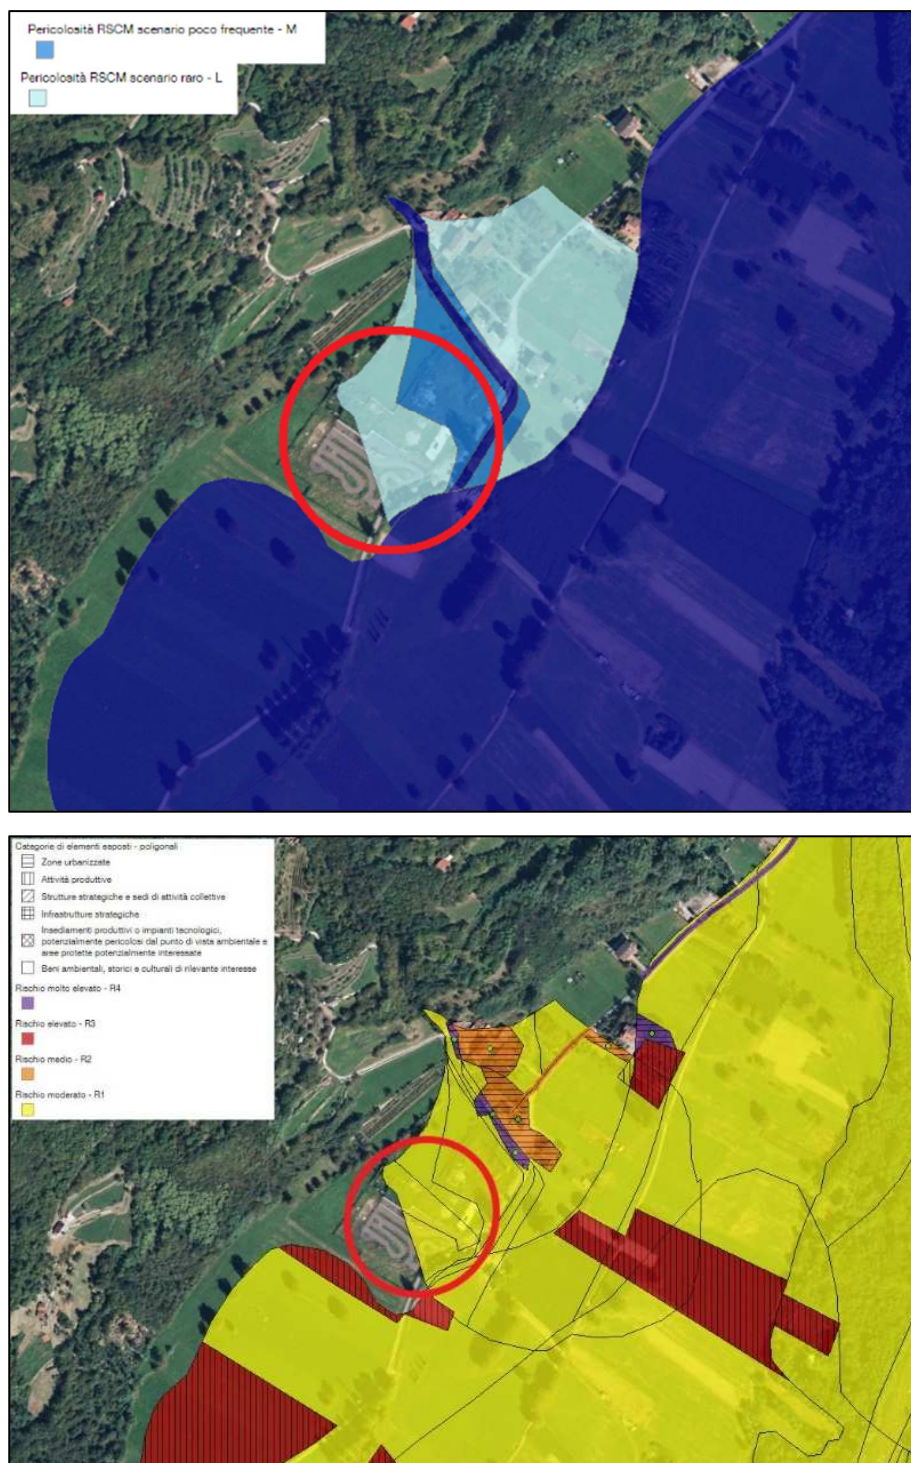 Pericolosità RSCM scenario poco frequente - M
Pericolosità RSCM scenario raro - L
Categorie di elementi esposti - poligonali
Zone urbanizzate
Attività produttive
Strutture strategiche e sedi di attività collettive
Infrastrutture strategiche
Insediamenti produttivi o impianti tecnologici,
potenzialmente pericolosi dal punto di vista ambientale e
aree protette potenzialmente interessate
Beni ambientali, storici e culturali di rilevante interesse
Rischio molto elevato - R4
Rischio elevato - R3
Rischio medio - R2
Rischio moderato - R1